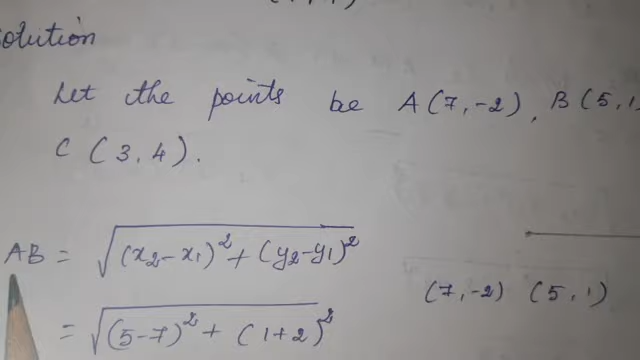 solution
Let the points be A(7,-2), B(5,1
C (3,4).
AB = √(x₂-x₁)²+(y₂-y₁)²
= √(5-7)²+(1+2)²
(7,-2) (5,1)